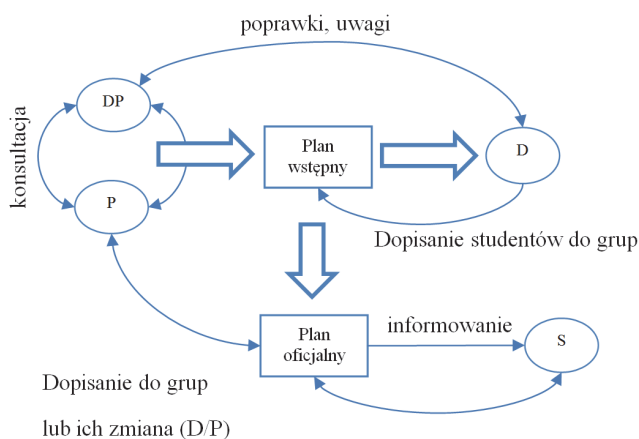 poprawki, uwagi
konsultacja
DP
Plan
wstępny
D
P
Dopisanie studentów do grup
Plan
oficjalny
informowanie
S
Dopisanie do grup
lub ich zmiana (D/P)